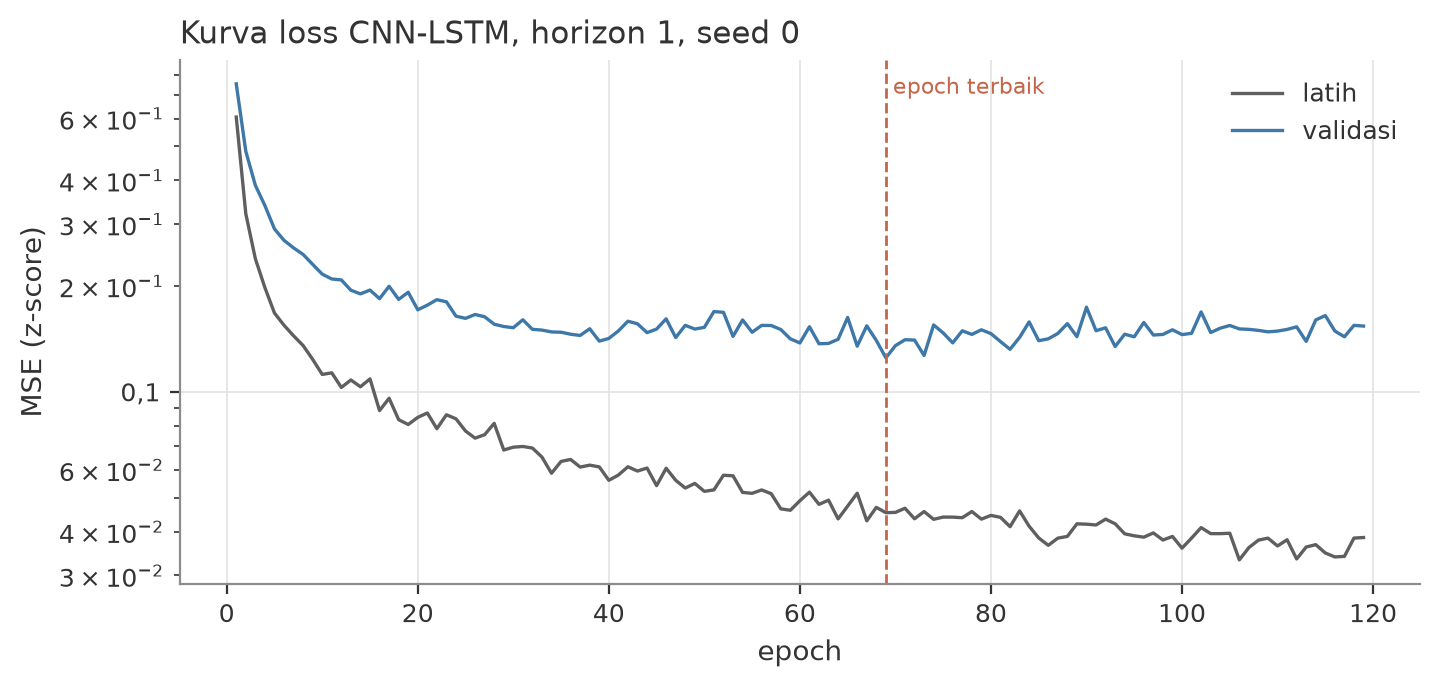 Kurva loss CNN-LSTM, horizon 1, seed 0
epoch terbaik
latih
validasi
MSE (z-score)
6 × 10⁻¹
4 × 10⁻¹
3 × 10⁻¹
2 × 10⁻¹
0,1
6 × 10⁻²
4 × 10⁻²
3 × 10⁻²
0 20 40 60 80 100 120
epoch